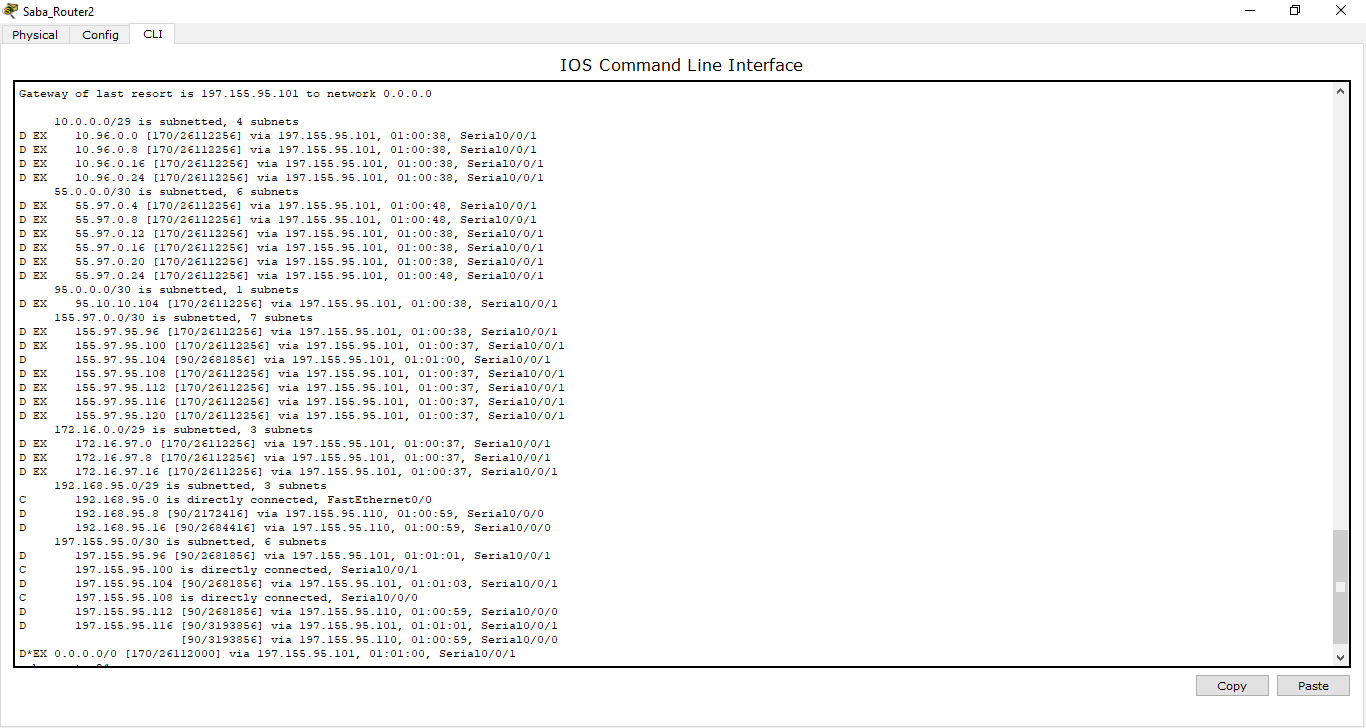 Saba_Router2
Physical Config CLI
IOS Command Line Interface
Gateway of last resort is 197.155.95.101 to network 0.0.0.0
     10.0.0.0/29 is subnetted, 4 subnets
D EX    10.96.0.0 [170/26112256] via 197.155.95.101, 01:00:38, Serial0/0/1
D EX    10.96.0.8 [170/26112256] via 197.155.95.101, 01:00:38, Serial0/0/1
D EX    10.96.0.16 [170/26112256] via 197.155.95.101, 01:00:38, Serial0/0/1
D EX    10.96.0.24 [170/26112256] via 197.155.95.101, 01:00:38, Serial0/0/1
     55.0.0.0/30 is subnetted, 6 subnets
D EX    55.97.0.4 [170/26112256] via 197.155.95.101, 01:00:48, Serial0/0/1
D EX    55.97.0.8 [170/26112256] via 197.155.95.101, 01:00:48, Serial0/0/1
D EX    55.97.0.12 [170/26112256] via 197.155.95.101, 01:00:38, Serial0/0/1
D EX    55.97.0.16 [170/26112256] via 197.155.95.101, 01:00:38, Serial0/0/1
D EX    55.97.0.20 [170/26112256] via 197.155.95.101, 01:00:38, Serial0/0/1
D EX    55.97.0.24 [170/26112256] via 197.155.95.101, 01:00:48, Serial0/0/1
     95.0.0.0/30 is subnetted, 1 subnets
D EX    95.10.10.104 [170/26112256] via 197.155.95.101, 01:00:38, Serial0/0/1
     155.97.0.0/30 is subnetted, 7 subnets
D EX    155.97.95.96 [170/26112256] via 197.155.95.101, 01:00:38, Serial0/0/1
D EX    155.97.95.100 [170/26112256] via 197.155.95.101, 01:00:37, Serial0/0/1
D       155.97.95.104 [90/2681856] via 197.155.95.101, 01:01:00, Serial0/0/1
D EX    155.97.95.108 [170/26112256] via 197.155.95.101, 01:00:37, Serial0/0/1
D EX    155.97.95.112 [170/26112256] via 197.155.95.101, 01:00:37, Serial0/0/1
D EX    155.97.95.116 [170/26112256] via 197.155.95.101, 01:00:37, Serial0/0/1
D EX    155.97.95.120 [170/26112256] via 197.155.95.101, 01:00:37, Serial0/0/1
     172.16.0.0/29 is subnetted, 3 subnets
D EX    172.16.97.0 [170/26112256] via 197.155.95.101, 01:00:37, Serial0/0/1
D EX    172.16.97.8 [170/26112256] via 197.155.95.101, 01:00:37, Serial0/0/1
D EX    172.16.97.16 [170/26112256] via 197.155.95.101, 01:00:37, Serial0/0/1
     192.168.95.0/29 is subnetted, 3 subnets
C       192.168.95.0 is directly connected, FastEthernet0/0
D       192.168.95.8 [90/2172416] via 197.155.95.110, 01:00:59, Serial0/0/0
D       192.168.95.16 [90/2684416] via 197.155.95.110, 01:00:59, Serial0/0/0
     197.155.95.0/30 is subnetted, 6 subnets
D       197.155.95.96 [90/2681856] via 197.155.95.101, 01:01:01, Serial0/0/1
C       197.155.95.100 is directly connected, Serial0/0/1
D       197.155.95.104 [90/2681856] via 197.155.95.101, 01:01:03, Serial0/0/1
C       197.155.95.108 is directly connected, Serial0/0/0
D       197.155.95.112 [90/2681856] via 197.155.95.110, 01:00:59, Serial0/0/0
D       197.155.95.116 [90/3193856] via 197.155.95.101, 01:01:01, Serial0/0/1
                       [90/3193856] via 197.155.95.110, 01:00:59, Serial0/0/0
D*EX 0.0.0.0/0 [170/26112000] via 197.155.95.101, 01:01:00, Serial0/0/1
Copy Paste